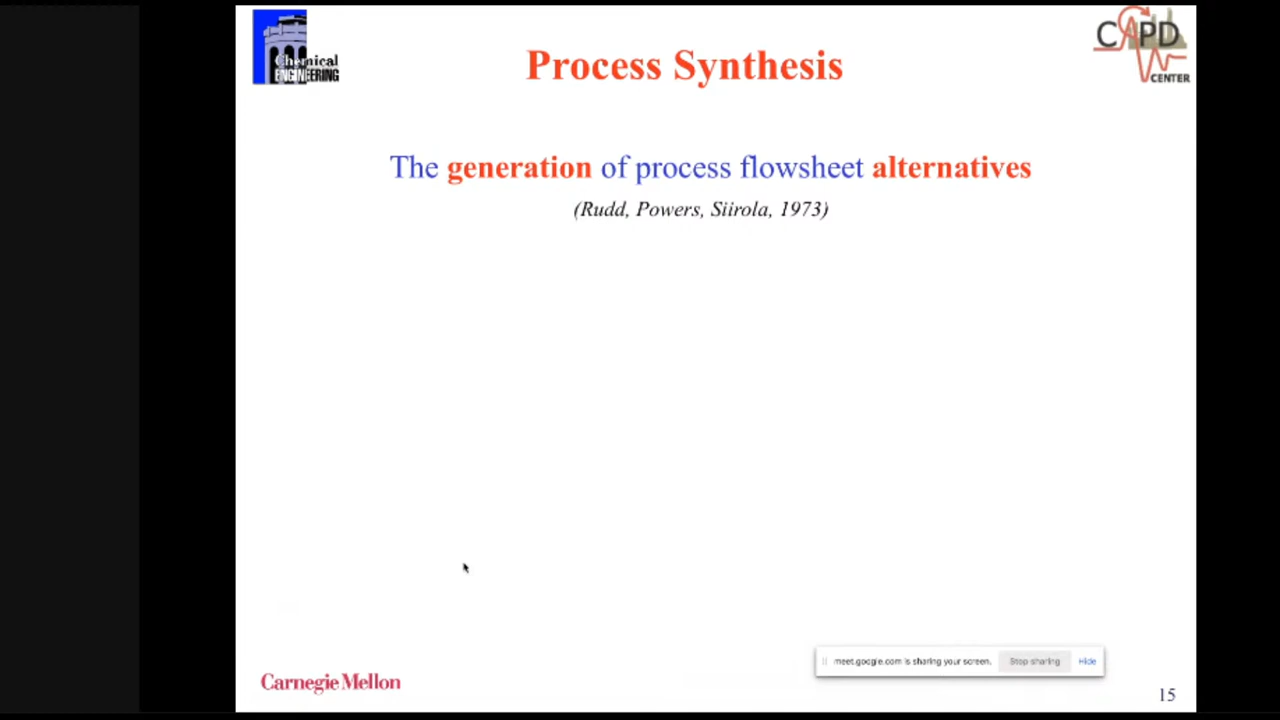 Chemical
ENGINEERING
Process Synthesis
CAPD
CENTER
The generation of process flowsheet alternatives
(Rudd, Powers, Siirola, 1973)
meet.google.com is sharing your screen.
Stop sharing
Hide
Carnegie Mellon
15